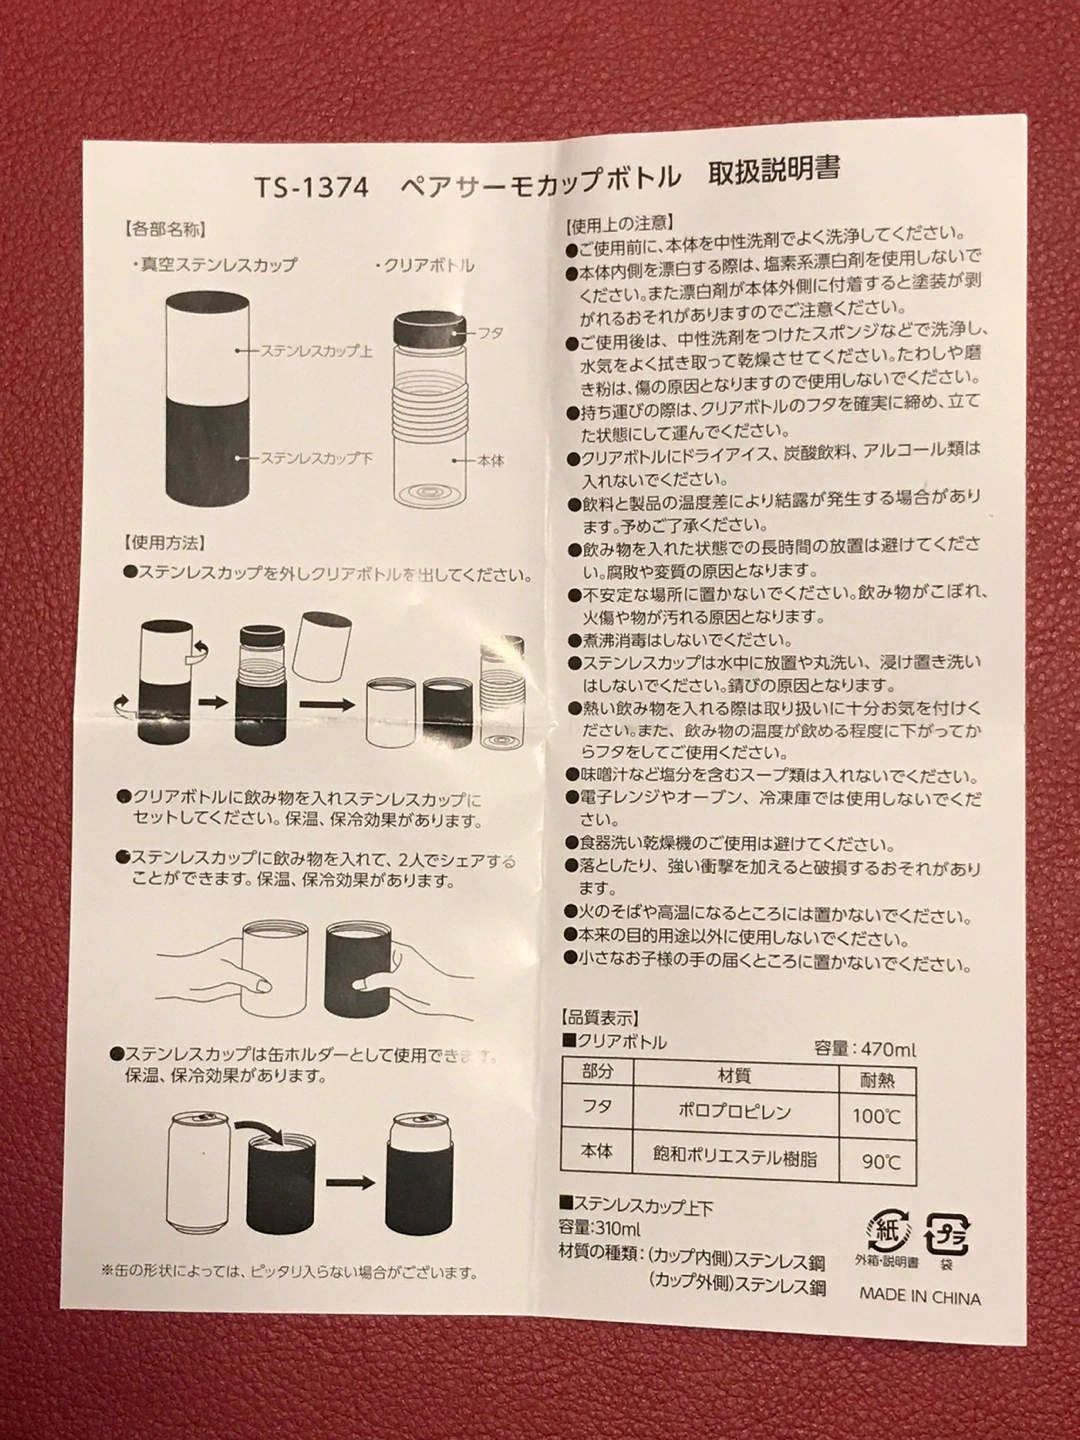 TS-1374 ペアサーモカップボトル 取扱説明書
【各部名称】
・真空ステンレスカップ
・クリアボトル
ステンレスカップ上
ステンレスカップ下
フタ
本体
【使用方法】
●ステンレスカップを外しクリアボトルを出してください。
●クリアボトルに飲み物を入れステンレスカップに
セットしてください。保温、保冷効果があります。
●ステンレスカップに飲み物を入れて、2人でシェアする
ことができます。保温、保冷効果があります。
●ステンレスカップは缶ホルダーとして使用できます。
保温、保冷効果があります。
※缶の形状によっては、ピッタリ入らない場合がございます。
【使用上の注意】
●ご使用前に、本体を中性洗剤でよく洗浄してください。
●本体内側を漂白する際は、塩素系漂白剤を使用しないで
ください。また漂白剤が本体外側に付着すると塗装が剥
がれるおそれがありますのでご注意ください。
●ご使用後は、中性洗剤をつけたスポンジなどで洗浄し、
水気をよく拭き取って乾燥させてください。たわしや磨
き粉は、傷の原因となりますので使用しないでください。
●持ち運びの際は、クリアボトルのフタを確実に締め、立て
た状態にして運んでください。
●クリアボトルにドライアイス、炭酸飲料、アルコール類は
入れないでください。
●飲料と製品の温度差により結露が発生する場合があり
ます。予めご了承ください。
●飲み物を入れた状態での長時間の放置は避けてくださ
い。腐敗や変質の原因となります。
●不安定な場所に置かないでください。飲み物がこぼれ、
火傷や物が汚れる原因となります。
●煮沸消毒はしないでください。
●ステンレスカップは水中に放置や丸洗い、浸け置き洗い
はしないでください。錆びの原因となります。
●熱い飲み物を入れる際は取り扱いに十分お気を付けく
ださい。また、飲み物の温度が飲める程度に下がってか
らフタをしてご使用ください。
●味噌汁など塩分を含むスープ類は入れないでください。
●電子レンジやオーブン、冷凍庫では使用しないでくだ
さい。
●食器洗い乾燥機のご使用は避けてください。
●落としたり、強い衝撃を加えると破損するおそれがあり
ます。
●火のそばや高温になるところには置かないでください。
●本来の目的用途以外に使用しないでください。
●小さなお子様の手の届くところに置かないでください。
【品質表示】
■クリアボトル 容量：470ml
部分 材質 耐熱
フタ ポロプロピレン 100℃
本体 飽和ポリエステル樹脂 90℃
■ステンレスカップ上下
容量：310ml
材質の種類：（カップ内側）ステンレス鋼
（カップ外側）ステンレス鋼
紙
外箱・説明書
プラ
袋
MADE IN CHINA